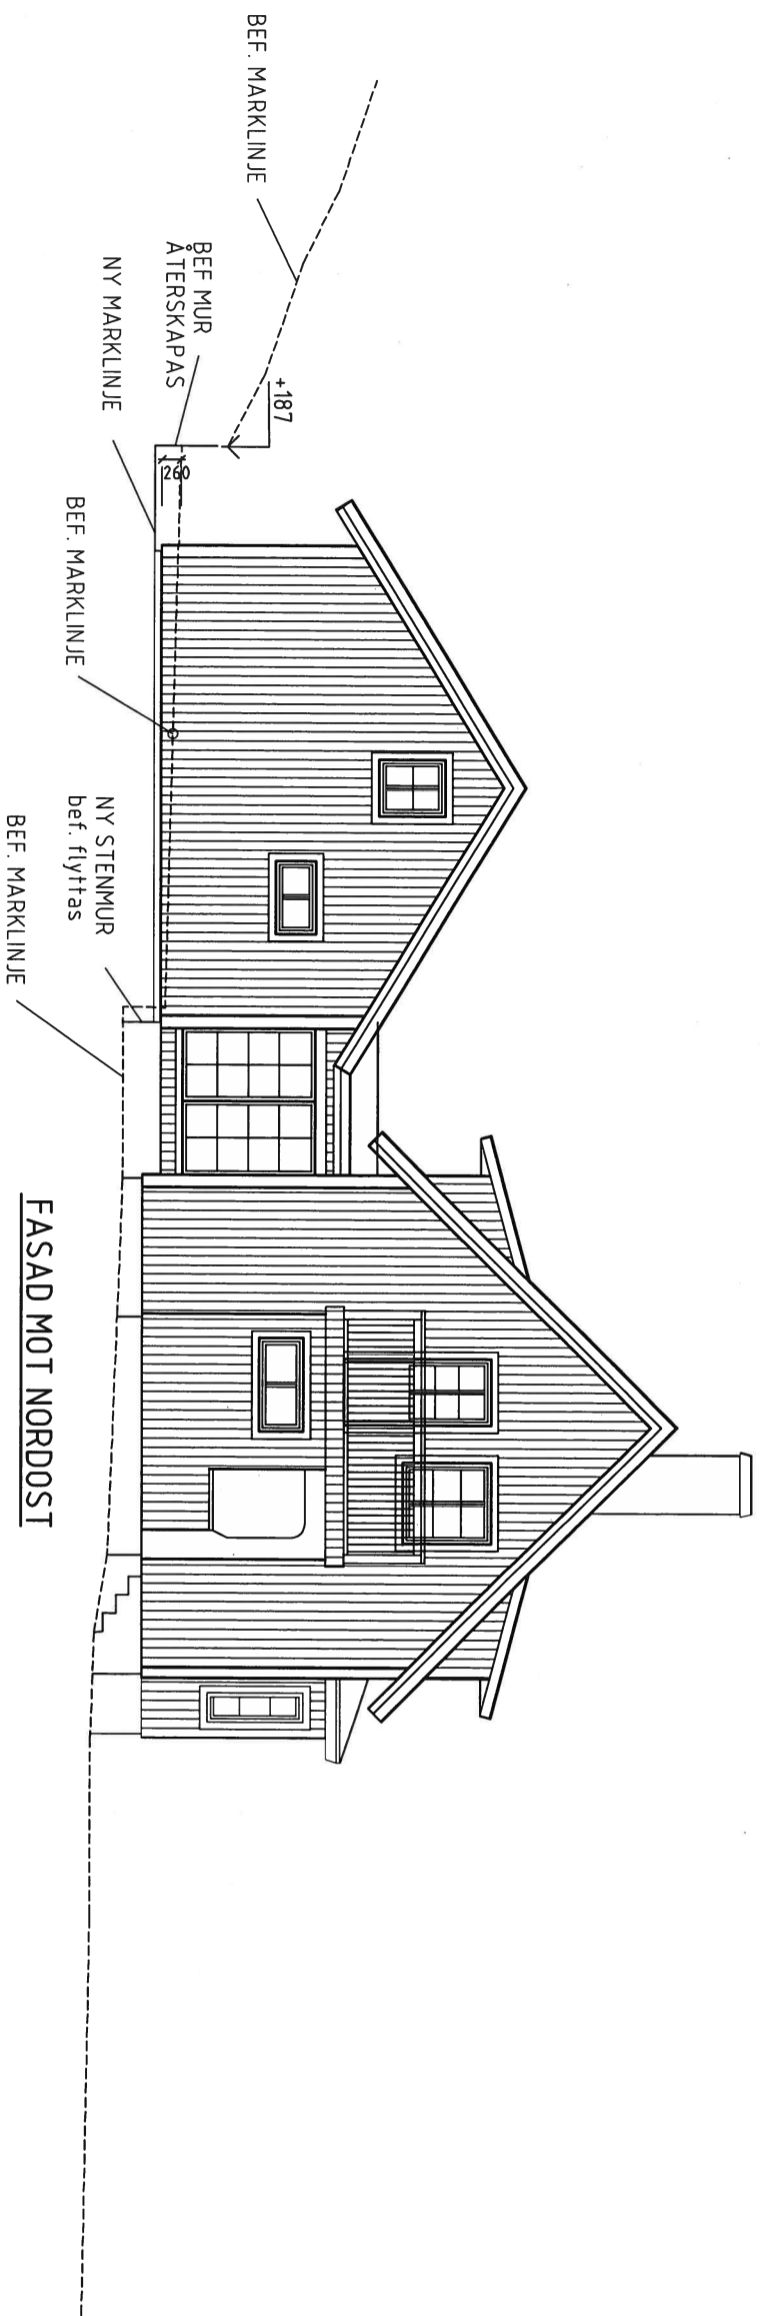 BEF. MARKLINJE
BEF MUR
ÅTERSKAPAS
NY MARKLINJE
+187
260
BEF. MARKLINJE
NY STENMUR
bef. flyttas
BEF. MARKLINJE
FASAD MOT NORDOST